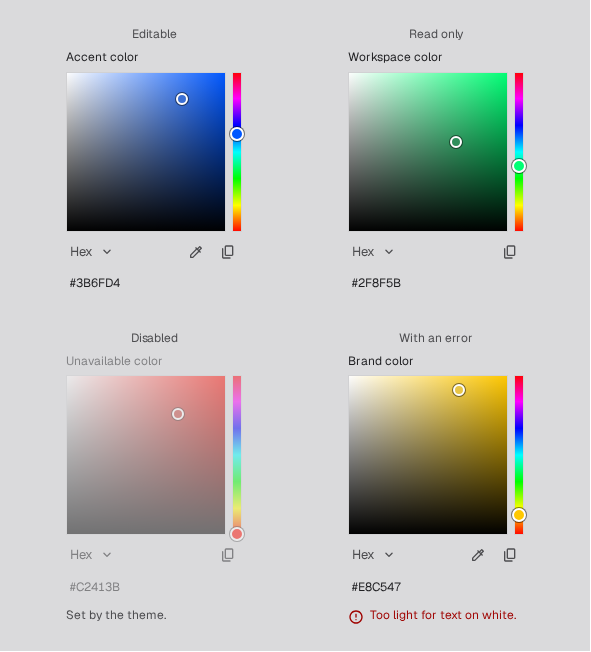 Editable
Accent color
Hex
#3B6FD4
Read only
Workspace color
Hex
#2F8F5B
Disabled
Unavailable color
Hex
#C2413B
Set by the theme.
With an error
Brand color
Hex
#E8C547
Too light for text on white.